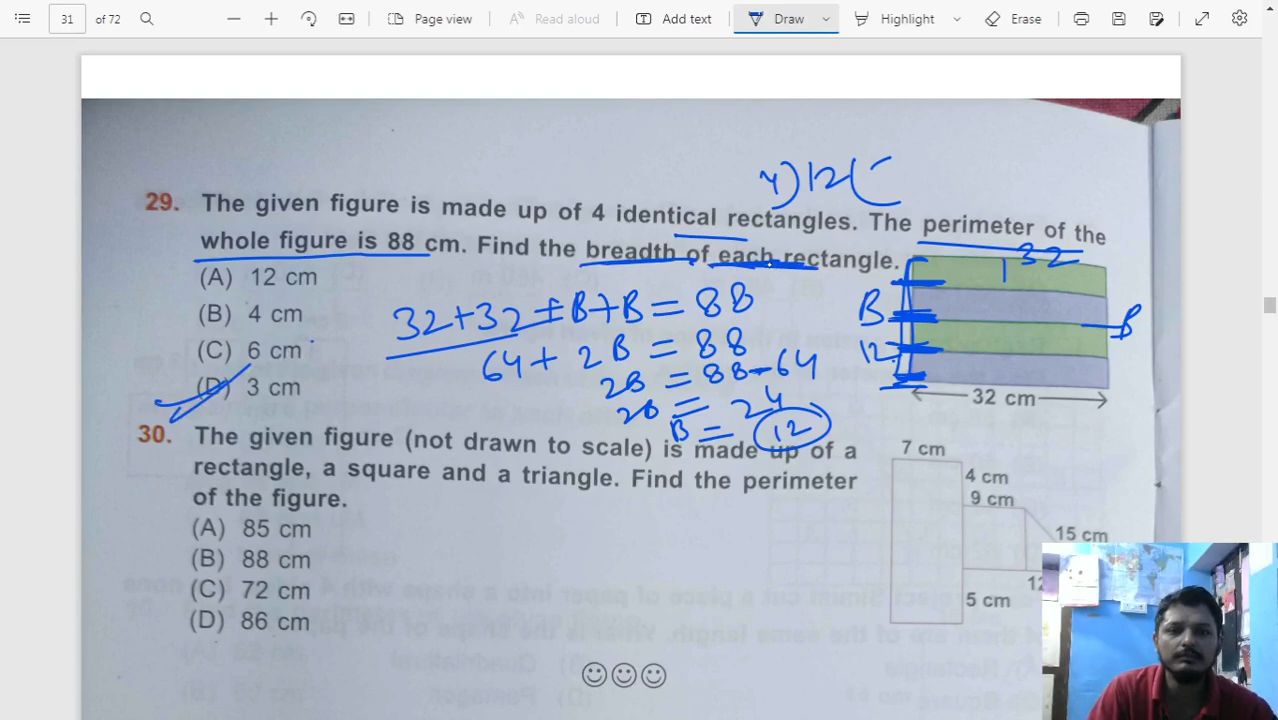 31 of 72 Page view Read aloud Add text Draw Highlight Erase
4)12(
29. The given figure is made up of 4 identical rectangles. The perimeter of the
whole figure is 88 cm. Find the breadth of each rectangle.
(A) 12 cm
(B) 4 cm
(C) 6 cm
(D) 3 cm
32+32+B+B=88
64+2B=88
2B=88-64
2B=24
B=12
32
B
B
12
32 cm
30. The given figure (not drawn to scale) is made up of a
rectangle, a square and a triangle. Find the perimeter
of the figure.
(A) 85 cm
(B) 88 cm
(C) 72 cm
(D) 86 cm
7 cm
4 cm
9 cm
15 cm
12
5 cm